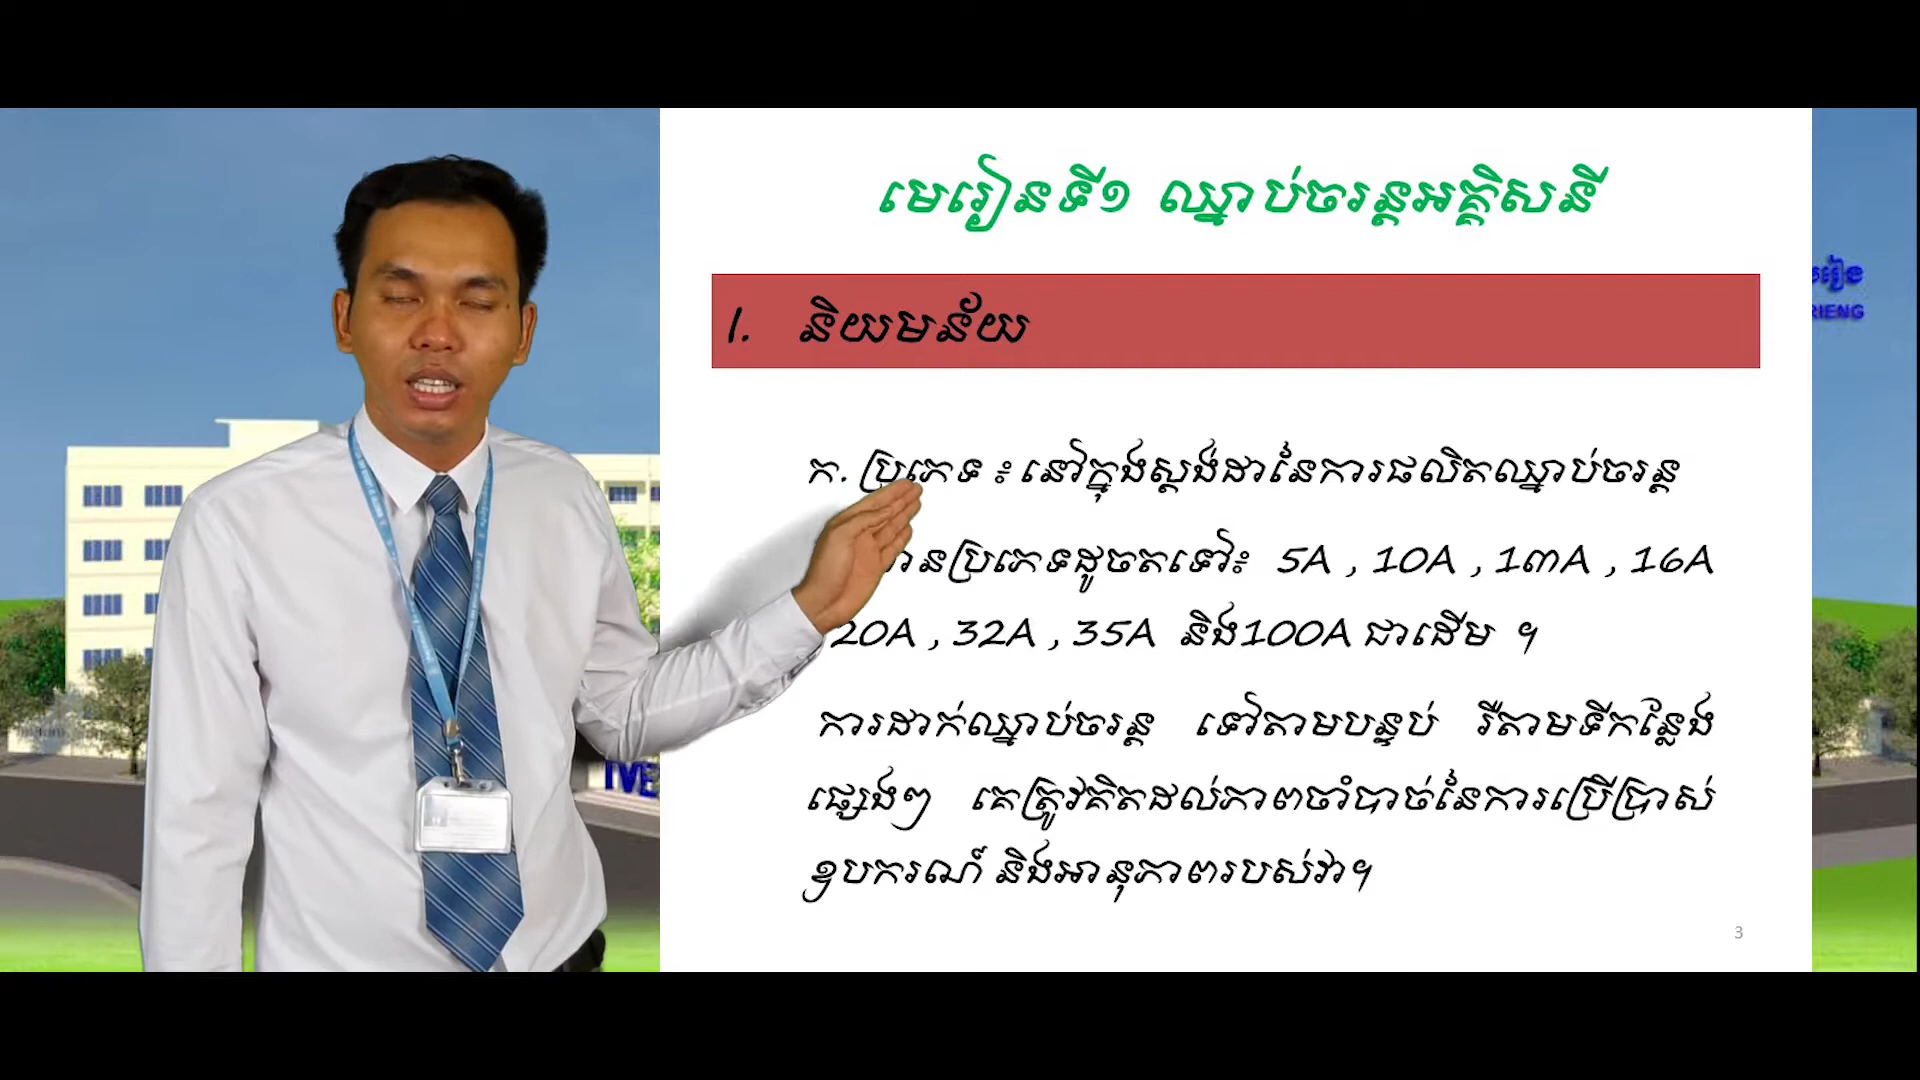 មេរៀនទី១ ឈ្នាប់ចរន្តអគ្គិសនី
I. និយមន័យ
ក. ប្រភេទ ៖ នៅក្នុងស្តង់ដានៃការផលិតឈ្នាប់ចរន្ត
ប្រភេទដូចតទៅ៖ 5A , 10A , 1៣A , 16A
20A , 32A , 35A និង100A ជាដើម ។
ការដាក់ឈ្នាប់ចរន្ត ទៅតាមបន្ទប់ រឺតាមទីកន្លែង
ផ្សេងៗ គេត្រូវគិតដល់ភាពចាំបាច់នៃការប្រើប្រាស់
ឧបករណ៍ និងអានុភាពរបស់វា។
3